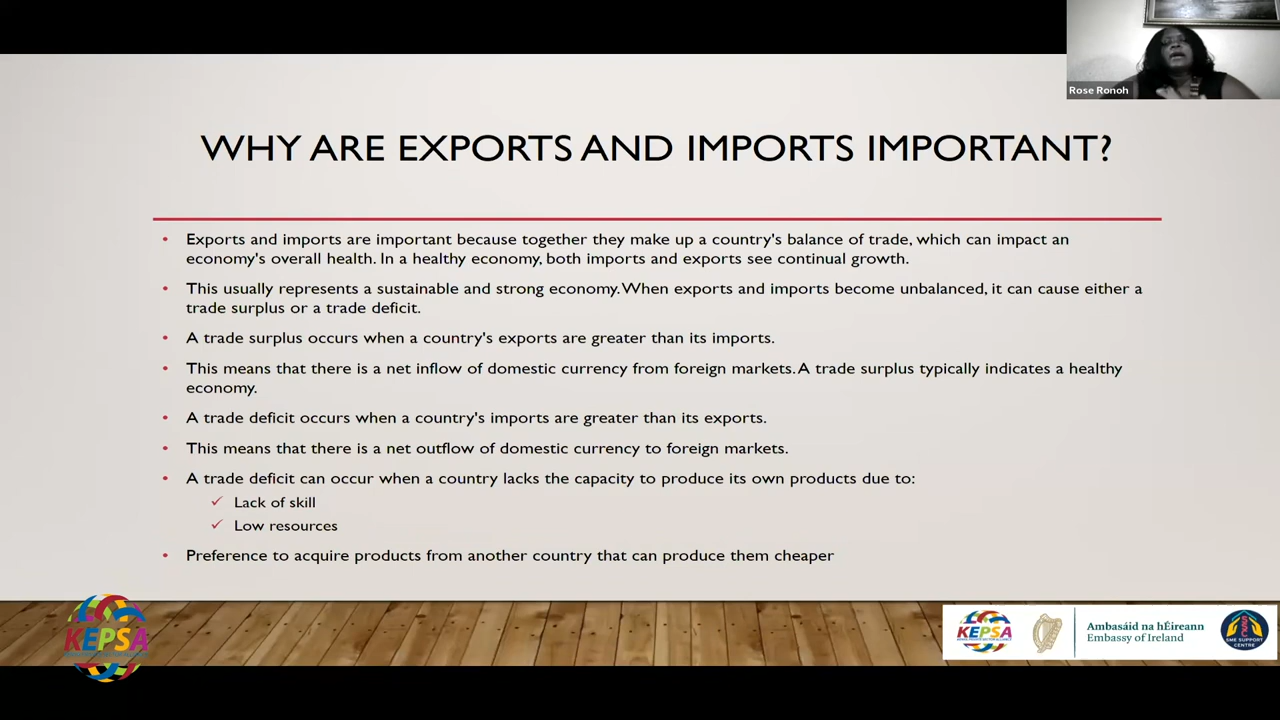 Rose Ronoh
WHY ARE EXPORTS AND IMPORTS IMPORTANT?
• Exports and imports are important because together they make up a country's balance of trade, which can impact an
economy's overall health. In a healthy economy, both imports and exports see continual growth.
• This usually represents a sustainable and strong economy. When exports and imports become unbalanced, it can cause either a
trade surplus or a trade deficit.
• A trade surplus occurs when a country's exports are greater than its imports.
• This means that there is a net inflow of domestic currency from foreign markets. A trade surplus typically indicates a healthy
economy.
• A trade deficit occurs when a country's imports are greater than its exports.
• This means that there is a net outflow of domestic currency to foreign markets.
• A trade deficit can occur when a country lacks the capacity to produce its own products due to:
✓ Lack of skill
✓ Low resources
• Preference to acquire products from another country that can produce them cheaper
KEPSA
KEPSA
Ambasáid na hÉireann
Embassy of Ireland
SME SUPPORT
CENTRE